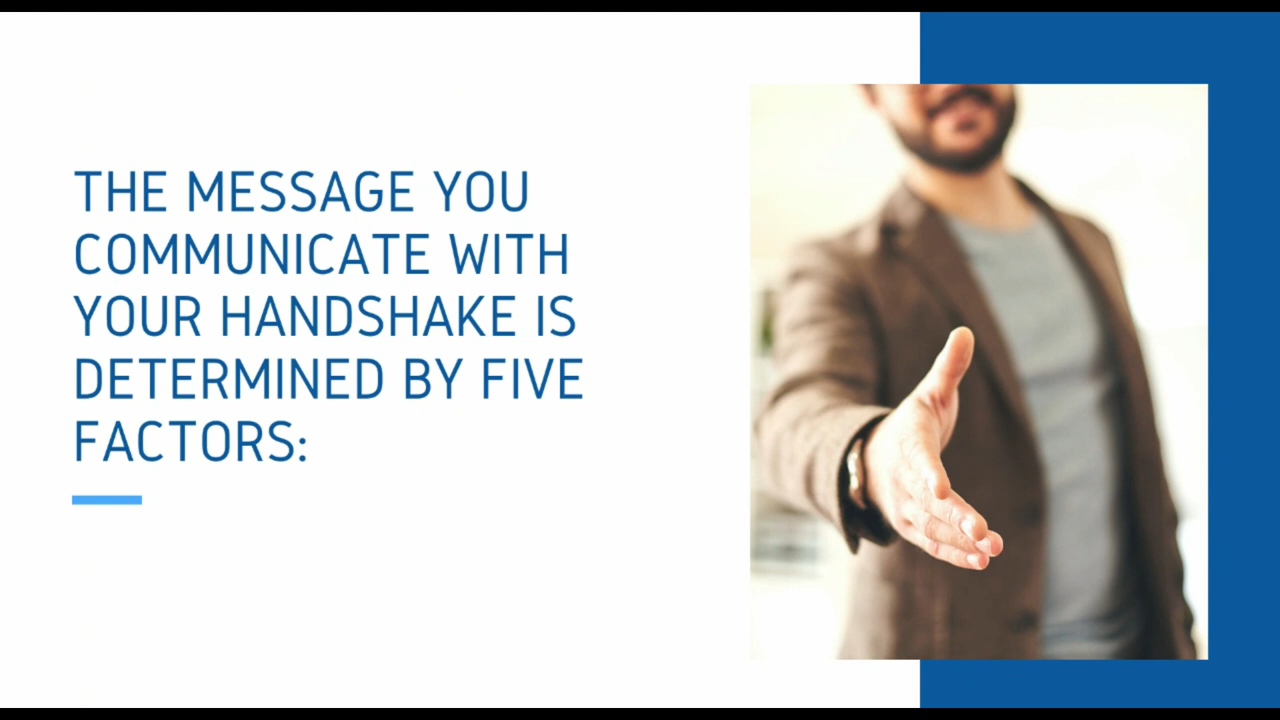 THE MESSAGE YOU
COMMUNICATE WITH
YOUR HANDSHAKE IS
DETERMINED BY FIVE
FACTORS: